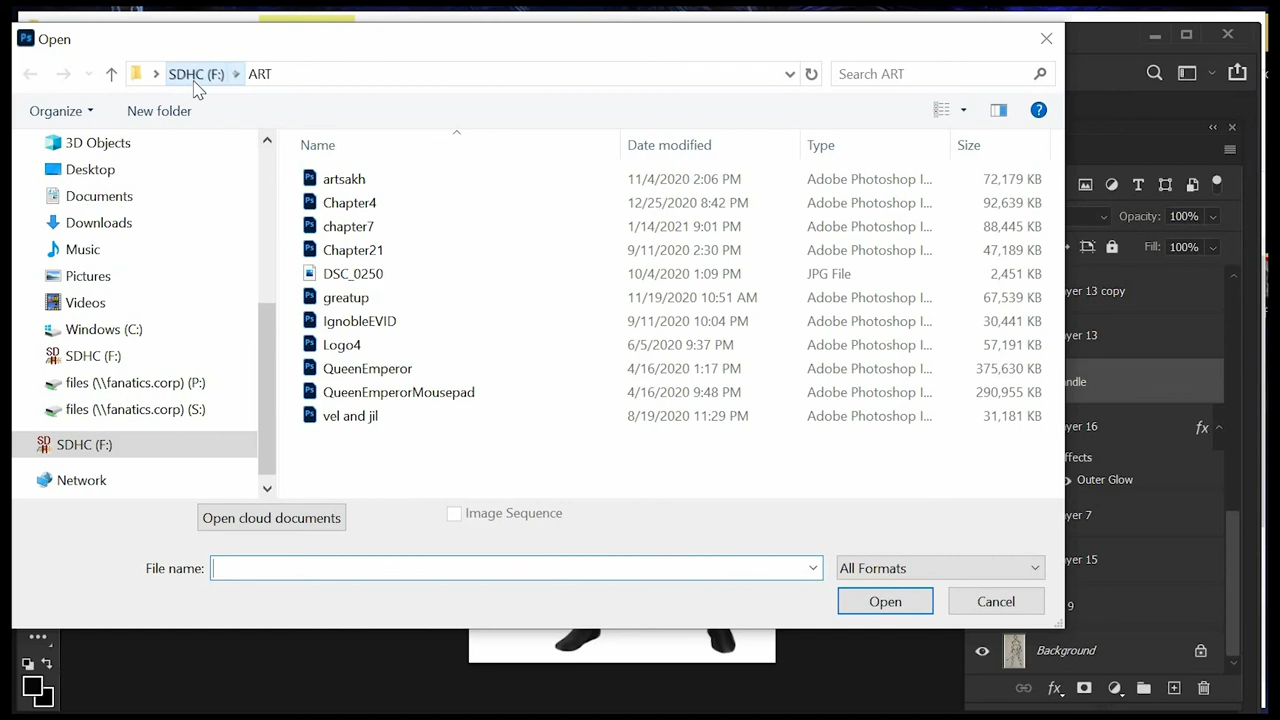 Ps Open
SDHC (F:) ART
Search ART
Organize
New folder
Name Date modified Type Size
3D Objects
Desktop
Documents
Downloads
Music
Pictures
Videos
Windows (C:)
SDHC (F:)
files (\\fanatics.corp) (P:)
files (\\fanatics.corp) (S:)
SDHC (F:)
Network
artsakh 11/4/2020 2:06 PM Adobe Photoshop I... 72,179 KB
Chapter4 12/25/2020 8:42 PM Adobe Photoshop I... 92,639 KB
chapter7 1/14/2021 9:01 PM Adobe Photoshop I... 88,445 KB
Chapter21 9/11/2020 2:30 PM Adobe Photoshop I... 47,189 KB
DSC_0250 10/4/2020 1:09 PM JPG File 2,451 KB
greatup 11/19/2020 10:51 AM Adobe Photoshop I... 67,539 KB
IgnobleEVID 9/11/2020 10:04 PM Adobe Photoshop I... 30,441 KB
Logo4 6/5/2020 9:37 PM Adobe Photoshop I... 57,191 KB
QueenEmperor 4/16/2020 1:17 PM Adobe Photoshop I... 375,630 KB
QueenEmperorMousepad 4/16/2020 9:48 PM Adobe Photoshop I... 290,955 KB
vel and jil 8/19/2020 11:29 PM Adobe Photoshop I... 31,181 KB
Open cloud documents
Image Sequence
File name:
All Formats
Open
Cancel
Opacity: 100%
Fill: 100%
yer 13 copy
yer 13
ndle
yer 16 fx
ffects
Outer Glow
yer 7
yer 15
9
Background
fx